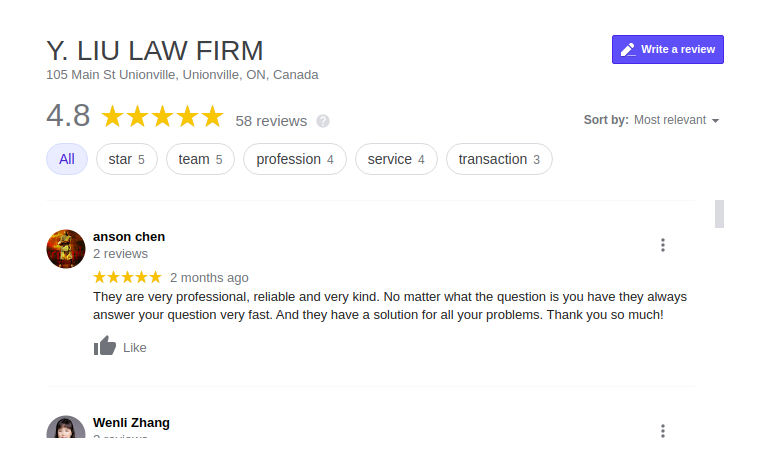 Y. LIU LAW FIRM
Write a review
105 Main St Unionville, Unionville, ON, Canada
4.8 58 reviews ?
Sort by: Most relevant
All star 5 team 5 profession 4 service 4 transaction 3
anson chen
2 reviews
2 months ago
They are very professional, reliable and very kind. No matter what the question is you have they always
answer your question very fast. And they have a solution for all your problems. Thank you so much!
Like
Wenli Zhang
reviews